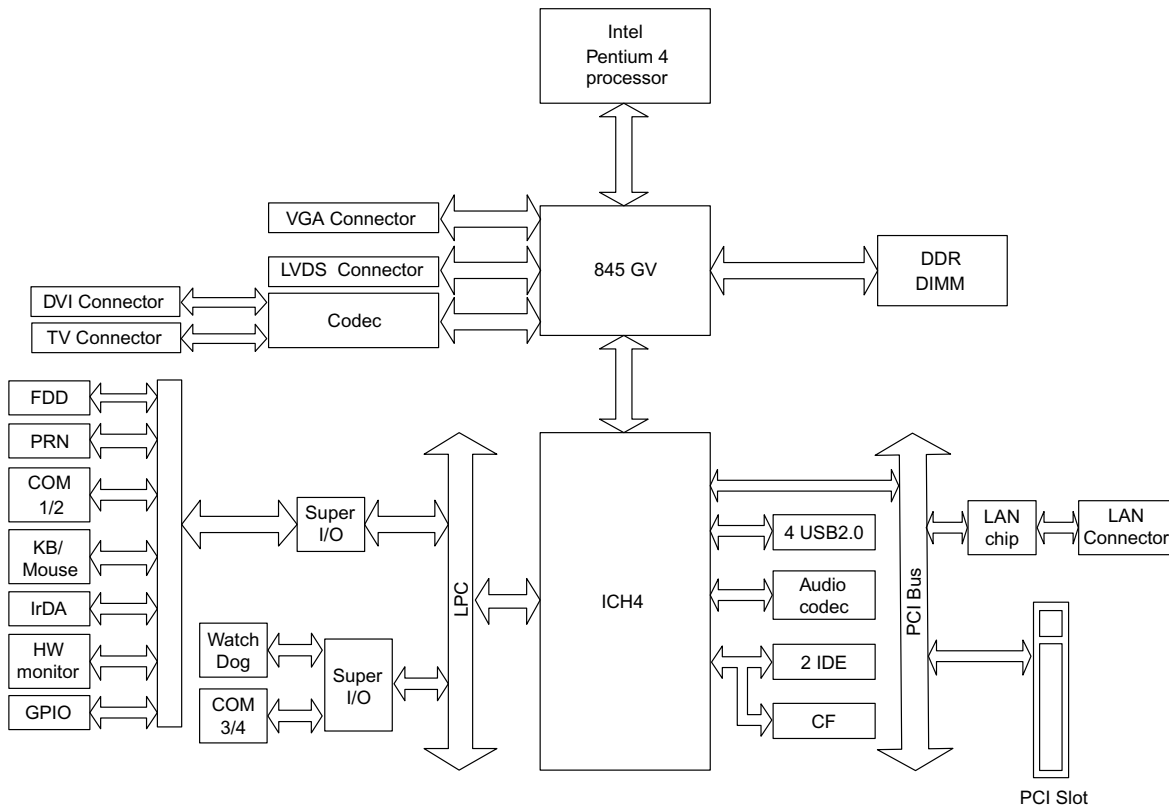 Intel
Pentium 4
processor
VGA Connector
845 GV
DDR
DIMM
LVDS Connector
DVI Connector
Codec
TV Connector
FDD
PRN
COM
1/2
KB/
Mouse
IrDA
HW
monitor
GPIO
Super
I/O
Watch
Dog
COM
3/4
Super
I/O
LPC
ICH4
4 USB2.0
Audio
codec
2 IDE
CF
PCI Bus
LAN
chip
LAN
Connector
PCI Slot